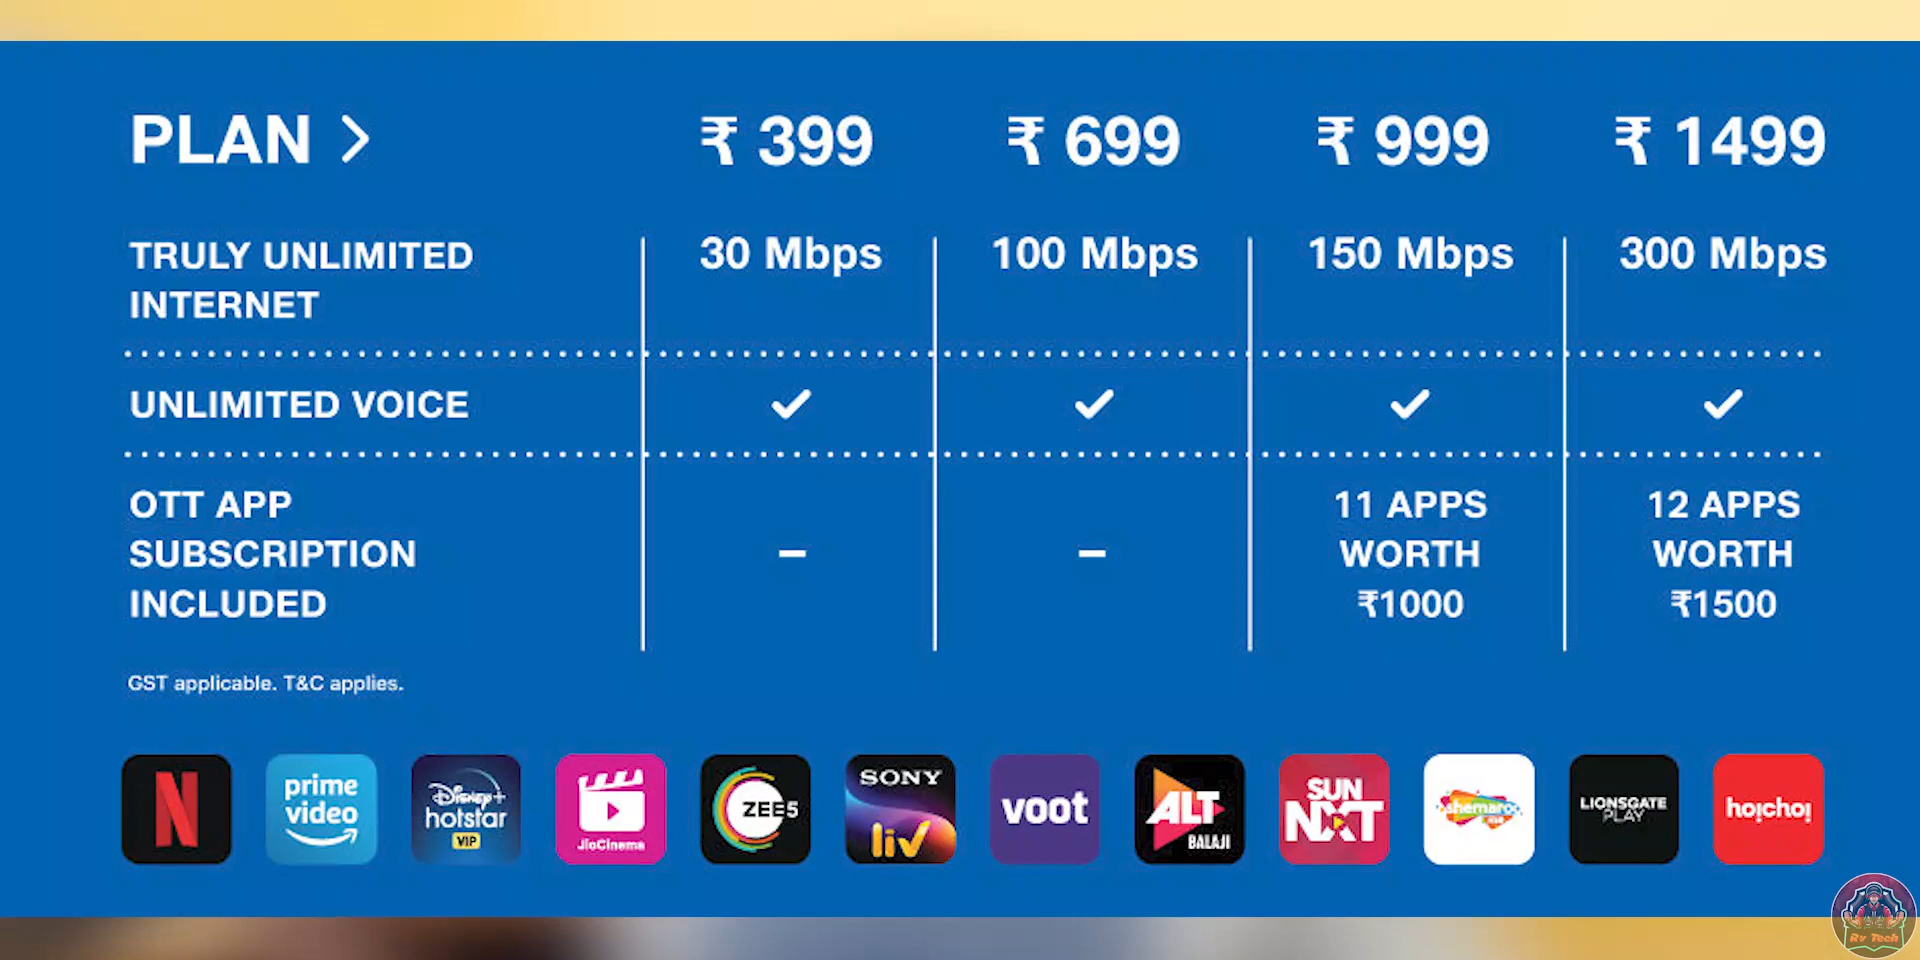 PLAN > ₹ 399 ₹ 699 ₹ 999 ₹ 1499
TRULY UNLIMITED 30 Mbps 100 Mbps 150 Mbps 300 Mbps
INTERNET
UNLIMITED VOICE ✓ ✓ ✓ ✓
OTT APP 11 APPS 12 APPS
SUBSCRIPTION – – WORTH WORTH
INCLUDED ₹1000 ₹1500
GST applicable. T&C applies.
N
prime
video
Disney+
hotstar
VIP
JioCinema
ZEE5
SONY
liv
voot
ALT
BALAJI
SUN
NXT
shemaroo
LIONSGATE
PLAY
hoichoi
Rv Tech